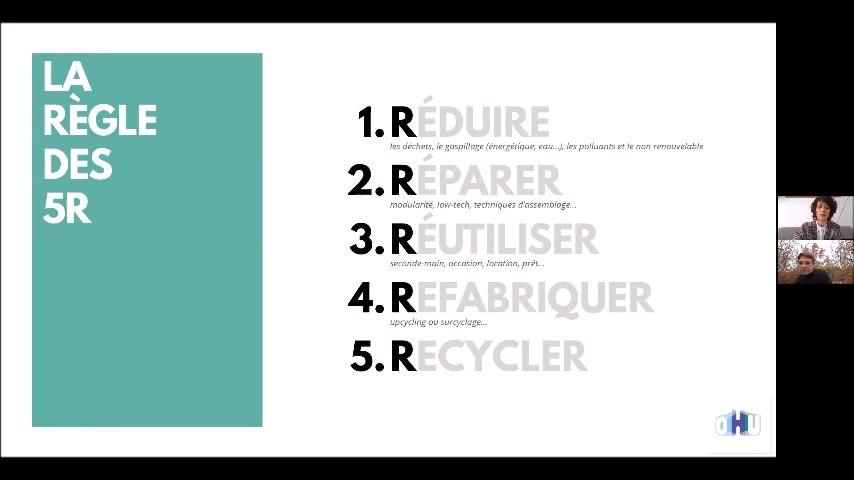 LA
RÈGLE
DES
5R
1. RÉDUIRE
les déchets, le gaspillage (énergétique, eau...), les polluants et le non renouvelable
2. RÉPARER
modularité, low-tech, techniques d'assemblage...
3. RÉUTILISER
seconde-main, occasion, location, prêt...
4. REFABRIQUER
upcycling ou surcyclage...
5. RECYCLER
OHU